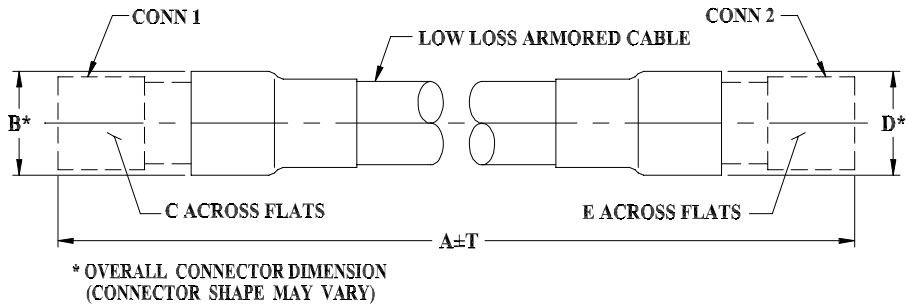 CONN 1
CONN 2
LOW LOSS ARMORED CABLE
B*
D*
C ACROSS FLATS
E ACROSS FLATS
A±T
* OVERALL CONNECTOR DIMENSION
(CONNECTOR SHAPE MAY VARY)